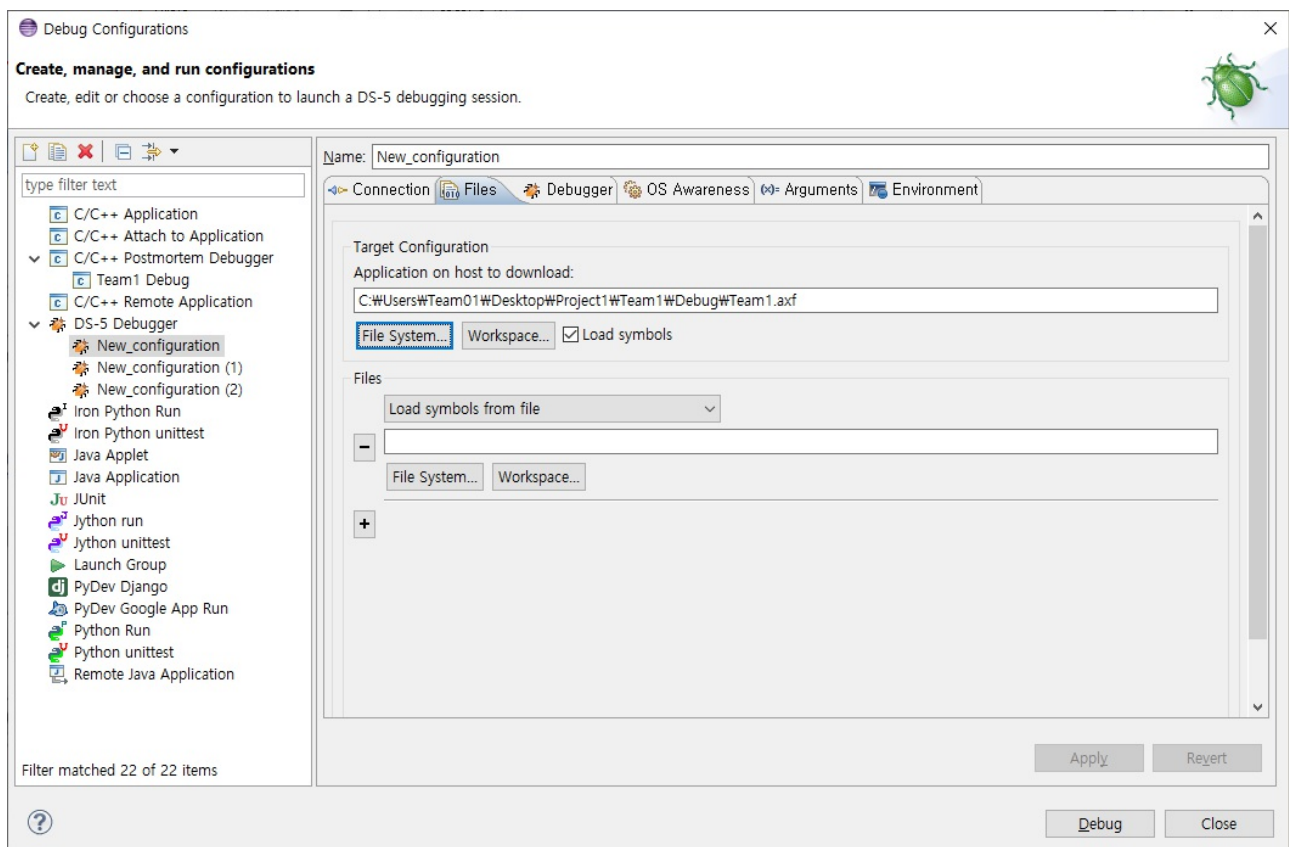 Debug Configurations
Create, manage, and run configurations
Create, edit or choose a configuration to launch a DS-5 debugging session.
type filter text
C/C++ Application
C/C++ Attach to Application
C/C++ Postmortem Debugger
Team1 Debug
C/C++ Remote Application
DS-5 Debugger
New_configuration
New_configuration (1)
New_configuration (2)
Iron Python Run
Iron Python unittest
Java Applet
Java Application
JUnit
Jython run
Jython unittest
Launch Group
PyDev Django
PyDev Google App Run
Python Run
Python unittest
Remote Java Application
Filter matched 22 of 22 items
Name: New_configuration
Connection Files Debugger OS Awareness (x)= Arguments Environment
Target Configuration
Application on host to download:
C:₩Users₩Team01₩Desktop₩Project1₩Team1₩Debug₩Team1.axf
File System... Workspace... Load symbols
Files
Load symbols from file
File System... Workspace...
Apply Revert
Debug Close